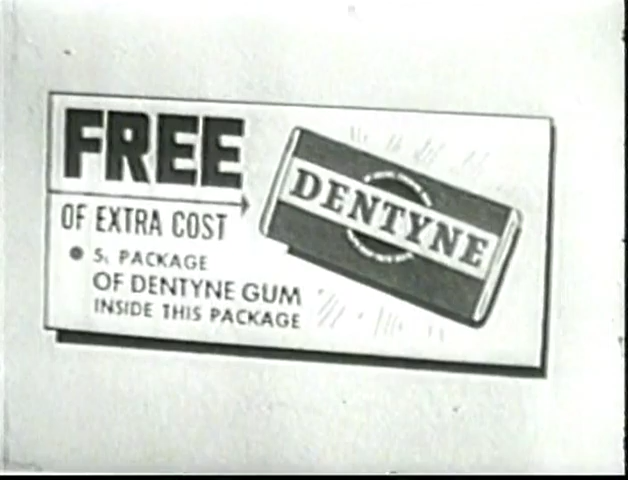 FREE
OF EXTRA COST
5¢ PACKAGE
OF DENTYNE GUM
INSIDE THIS PACKAGE
DENTYNE